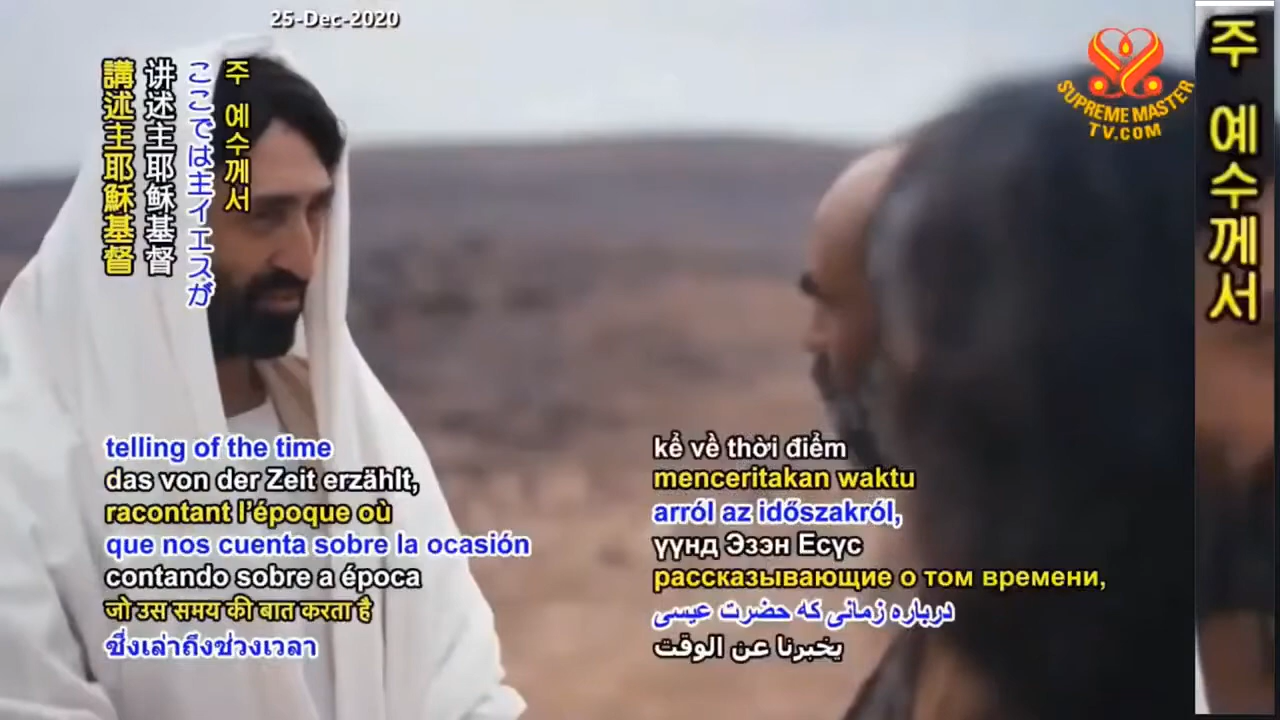 25-Dec-2020
SUPREME MASTER
TV.COM
주 예수께서
ここでは主イエスが
讲述主耶稣基督
講述主耶穌基督
telling of the time
das von der Zeit erzählt,
racontant l'époque où
que nos cuenta sobre la ocasión
contando sobre a época
जो उस समय की बात करता है
ซึ่งเล่าถึงช่วงเวลา
kể về thời điểm
menceritakan waktu
arról az időszakról,
үүнд Эзэн Есүс
рассказывающие о том времени,
درباره زمانی که حضرت عیسی
يخبرنا عن الوقت
주 예수께서